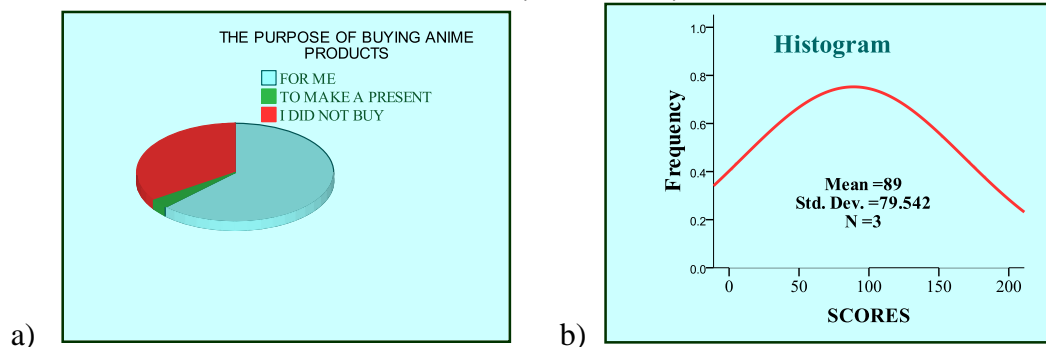 THE PURPOSE OF BUYING ANIME
PRODUCTS
FOR ME
TO MAKE A PRESENT
I DID NOT BUY
a)
Histogram
Frequency
1.0
0.8
0.6
0.4
0.2
0.0
Mean =89
Std. Dev. =79.542
N =3
0 50 100 150 200
SCORES
b)